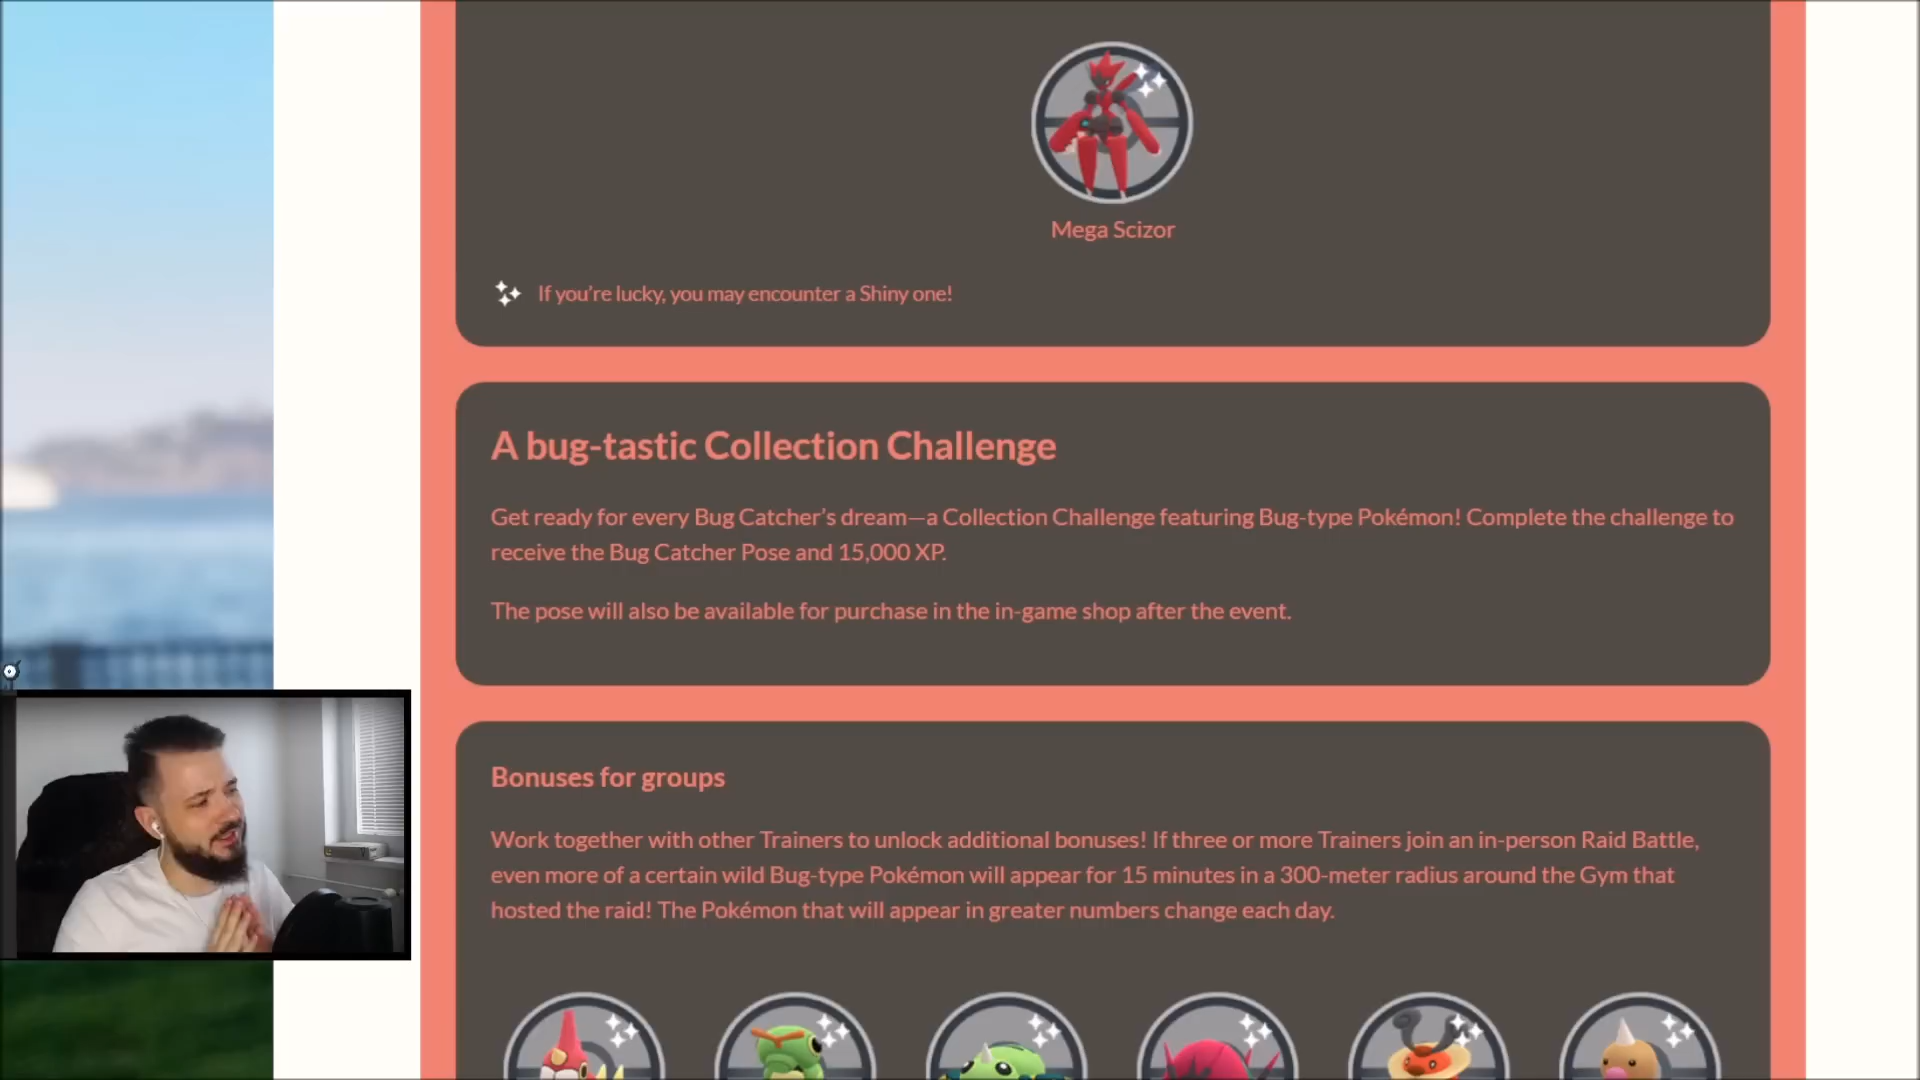 Mega Scizor
If you're lucky, you may encounter a Shiny one!
A bug-tastic Collection Challenge
Get ready for every Bug Catcher's dream—a Collection Challenge featuring Bug-type Pokémon! Complete the challenge to
receive the Bug Catcher Pose and 15,000 XP.
The pose will also be available for purchase in the in-game shop after the event.
Bonuses for groups
Work together with other Trainers to unlock additional bonuses! If three or more Trainers join an in-person Raid Battle,
even more of a certain wild Bug-type Pokémon will appear for 15 minutes in a 300-meter radius around the Gym that
hosted the raid! The Pokémon that will appear in greater numbers change each day.